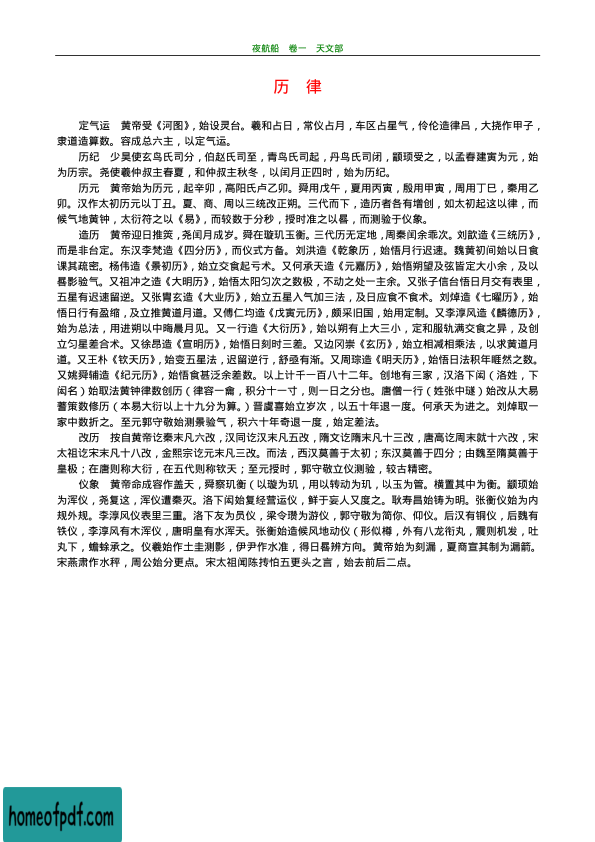 夜航船　卷一　天文部
历　律
定气运　黄帝受《河图》，始设灵台。羲和占日，常仪占月，车区占星气，伶伦造律吕，大挠作甲子，
隶道造算数。容成总六主，以定气运。
历纪　少昊使玄鸟氏司分，伯赵氏司至，青鸟氏司起，丹鸟氏司闭，颛顼受之，以孟春建寅为元，始
为历宗。尧使羲仲叔主春夏，和仲叔主秋冬，以闰月正四时，始为历纪。
历元　黄帝始为历元，起辛卯，高阳氏卢乙卯。舜用戊午，夏用丙寅，殷用甲寅，周用丁巳，秦用乙
卯。汉作太初历元以丁丑。夏、商、周以三统改正朔。三代而下，造历者各有增创，如太初起这以律，而
候气地黄钟，太衍符之以《易》，而较数于分秒，授时准之以晷，而测验于仪象。
造历　黄帝迎日推筴，尧闰月成岁。舜在璇玑玉衡。三代历无定地，周秦闰余乖次。刘歆造《三统历》，
而是非台定。东汉李梵造《四分历》，而仪式方备。刘洪造《乾象历，始悟月行迟速。魏黄初间始以日食
课其疏密。杨伟造《景初历》，始立交食起亏术。又何承天造《元嘉历》，始悟朔望及弦皆定大小余，及以
晷影验气。又祖冲之造《大明历》，始悟太阳匀次之数极，不动之处一主余。又张子信台悟日月交有表里，
五星有迟速留逆。又张胄玄造《大业历》，始立五星人气加三法，及日应食不食术。刘焯造《七曜历》，始
悟日行有盈缩，及立推黄道月道。又傅仁均造《戊寅元历》，颇采旧国，始用定制。又李淳风造《麟德历》，
始为总法，用进朔以中晦晨月见。又一行造《大衍历》，始以朔有上大三小，定和服轨满交食之异，及创
立匀星差合术。又徐昂造《宣明历》，始悟日刻时三差。又边冈崇《玄历》，始立相减相乘法，以求黄道月
道。又王朴《钦天历》，始变五星法，迟留逆行，舒亟有渐。又周琮造《明天历》，始悟日法积年睚然之数。
又姚舜辅造《纪元历》，始悟食甚泛余差数。以上计千一百八十二年。创地有三家，汉洛下闳（洛姓，下
闳名）始取法黄钟律数创历（律容一龠，积分十一寸，则一日之分也。唐僧一行（姓张中璲）始改从大易
蓍策数修历（本易大衍以上十九分为算。）晋虞喜始立岁次，以五十年退一度。何承天为进之。刘焯取一
家中数折之。至元郭守敬始测景验气，积六十年奇退一度，始定差法。
改历　按自黄帝讫秦末凡六改，汉同讫汉末凡五改，隋文讫隋末凡十三改，唐高讫周末就十六改，宋
太祖讫宋末凡十八改，金熙宗讫元末凡三改。而法，西汉莫善于太初；东汉莫善于四分；由魏至隋莫善于
皇极；在唐则称大衍，在五代则称钦天；至元授时，郭守敬立仪测验，较古精密。
仪象　黄帝命成容作盖天，舜察玑衡（以璇为玑，用以转动为玑，以玉为管。横置其中为衡。颛顼始
为浑仪，尧复这，浑仪遭秦灭。洛下闳始复经营运仪，鲜于妄人又度之。耿寿昌始铸为明。张衡仪始为内
规外规。李淳风仪表里三重。洛下友为员仪，梁令瓒为游仪，郭守敬为简你、仰仪。后汉有铜仪，后魏有
铁仪，李淳风有木浑仪，唐明皇有水浑天。张衡始造候风地动仪（形似樽，外有八龙衔丸，震则机发，吐
丸下，蟾蜍承之。仪羲始作土圭测影，伊尹作水准，得日晷辨方向。黄帝始为刻漏，夏商宣其制为漏箭。
宋燕肃作水秤，周公始分更点。宋太祖闻陈抟怕五更头之言，始去前后二点。
homeofpdf.com